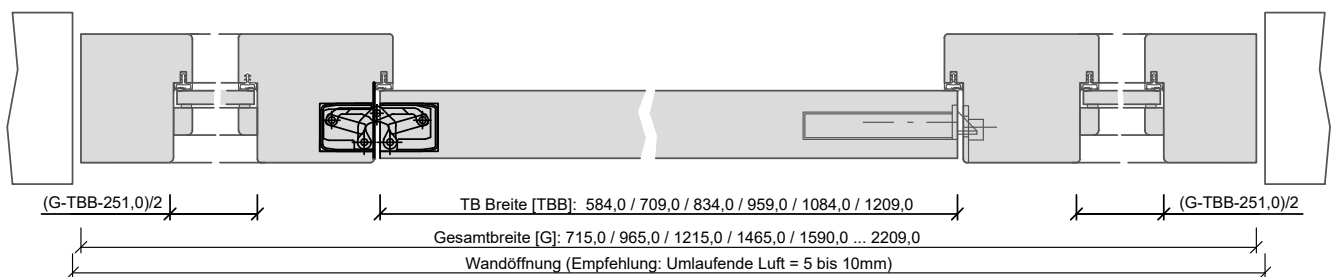 (G-TBB-251,0)/2
TB Breite [TBB]: 584,0 / 709,0 / 834,0 / 959,0 / 1084,0 / 1209,0
(G-TBB-251,0)/2
Gesamtbreite [G]: 715,0 / 965,0 / 1215,0 / 1465,0 / 1590,0 ... 2209,0
Wandöffnung (Empfehlung: Umlaufende Luft = 5 bis 10mm)